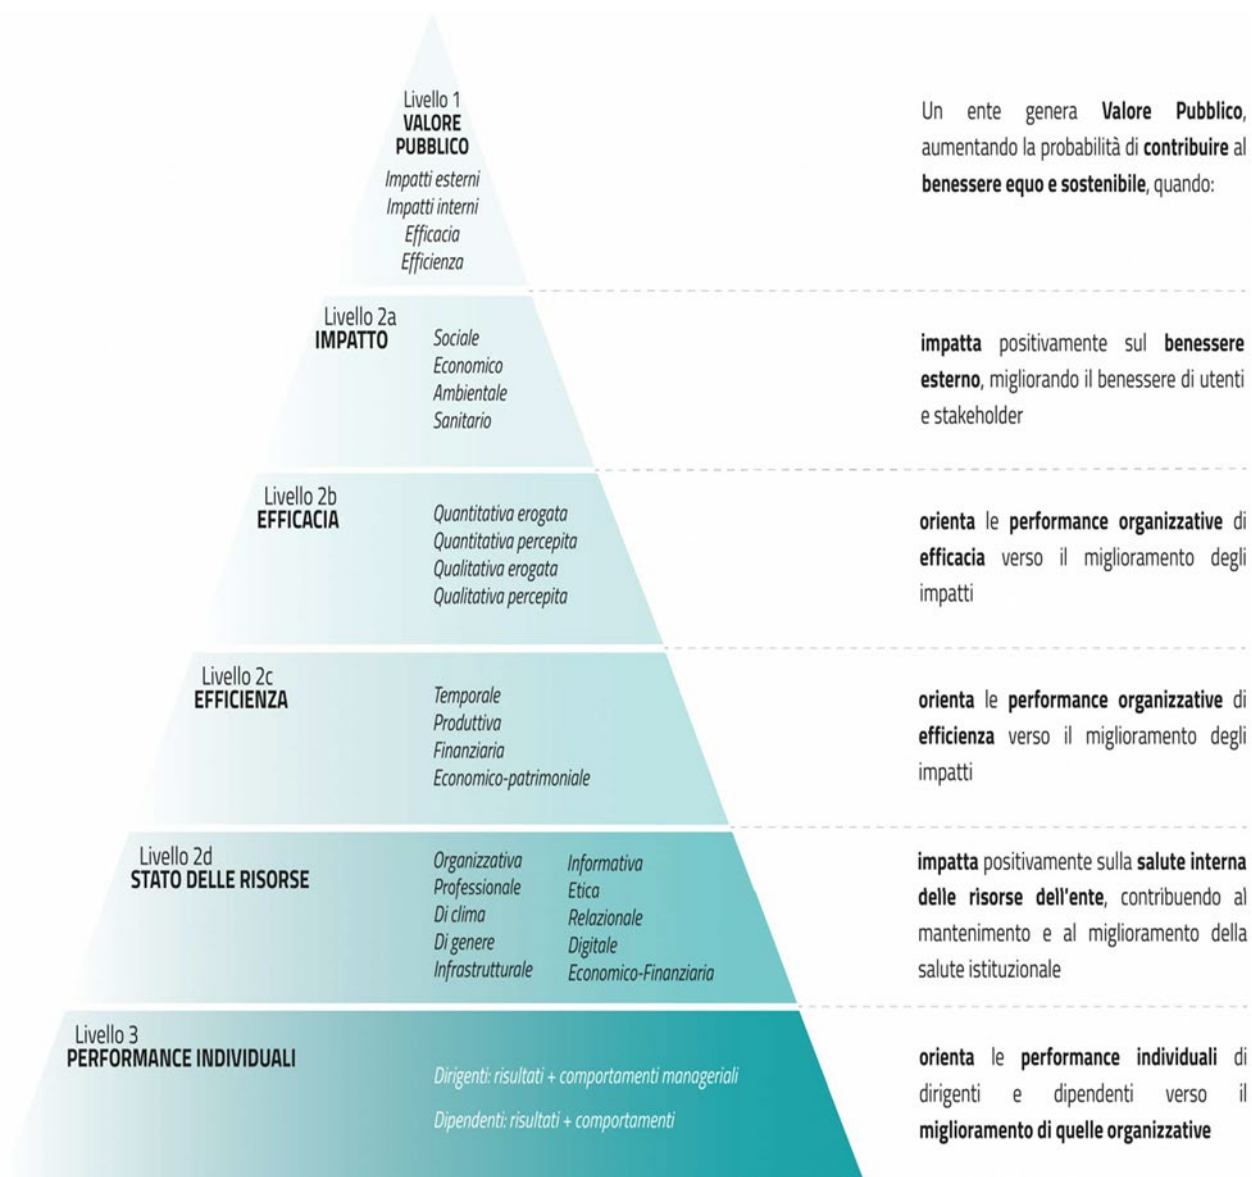 Livello 1
VALORE
PUBBLICO
Impatti esterni
Impatti interni
Efficacia
Efficienza
Un ente genera Valore Pubblico,
aumentando la probabilità di contribuire al
benessere equo e sostenibile, quando:
Livello 2a
IMPATTO
Sociale
Economico
Ambientale
Sanitario
impatta positivamente sul benessere
esterno, migliorando il benessere di utenti
e stakeholder
Livello 2b
EFFICACIA
Quantitativa erogata
Quantitativa percepita
Qualitativa erogata
Qualitativa percepita
orienta le performance organizzative di
efficacia verso il miglioramento degli
impatti
Livello 2c
EFFICIENZA
Temporale
Produttiva
Finanziaria
Economico-patrimoniale
orienta le performance organizzative di
efficienza verso il miglioramento degli
impatti
Livello 2d
STATO DELLE RISORSE
Organizzativa
Professionale
Di clima
Di genere
Infrastrutturale
Informativa
Etica
Relazionale
Digitale
Economico-Finanziaria
impatta positivamente sulla salute interna
delle risorse dell'ente, contribuendo al
mantenimento e al miglioramento della
salute istituzionale
Livello 3
PERFORMANCE INDIVIDUALI
Dirigenti: risultati + comportamenti manageriali
Dipendenti: risultati + comportamenti
orienta le performance individuali di
dirigenti e dipendenti verso il
miglioramento di quelle organizzative